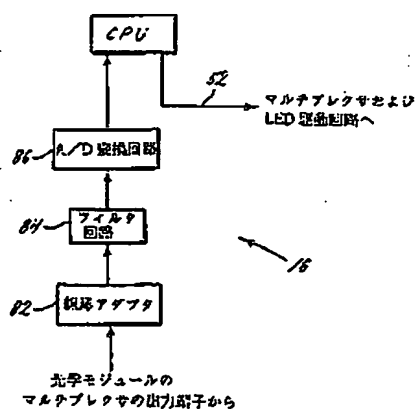 CPU
52
マルチプレクサおよび
LED駆動回路へ
86
A/D変換回路
84
フィルタ
回路
16
82
線路アダプタ
光学モジュールの
マルチプレクサの出力端子から